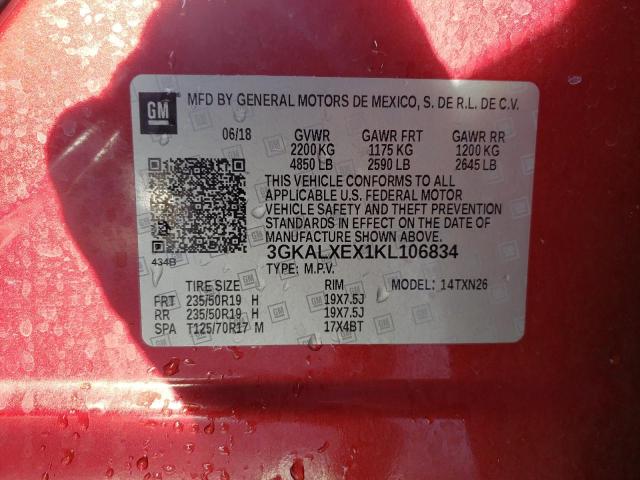 GM
MFD BY GENERAL MOTORS DE MEXICO, S. DE R.L. DE C.V.
06/18 GVWR GAWR FRT GAWR RR
2200 KG 1175 KG 1200 KG
4850 LB 2590 LB 2645 LB
THIS VEHICLE CONFORMS TO ALL
APPLICABLE U.S. FEDERAL MOTOR
VEHICLE SAFETY AND THEFT PREVENTION
STANDARDS IN EFFECT ON THE DATE OF
MANUFACTURE SHOWN ABOVE.
434B
3GKALXEX1KL106834
TYPE: M.P.V.
TIRE SIZE RIM MODEL: 14TXN26
FRT 235/50R19 H 19X7.5J
RR 235/50R19 H 19X7.5J
SPA T125/70R17 M 17X4BT